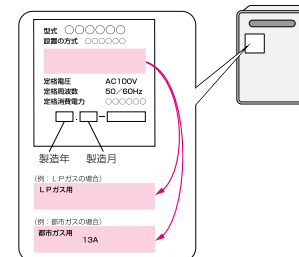 型式 ○○○○○○
設置の方式 ○○○○○○
定格電圧 AC100V
定格周波数 50/60Hz
定格消費電力 ○○○○○○
製造年 製造月
(例:LPガスの場合)
LPガス用
(例:都市ガスの場合)
都市ガス用
13A